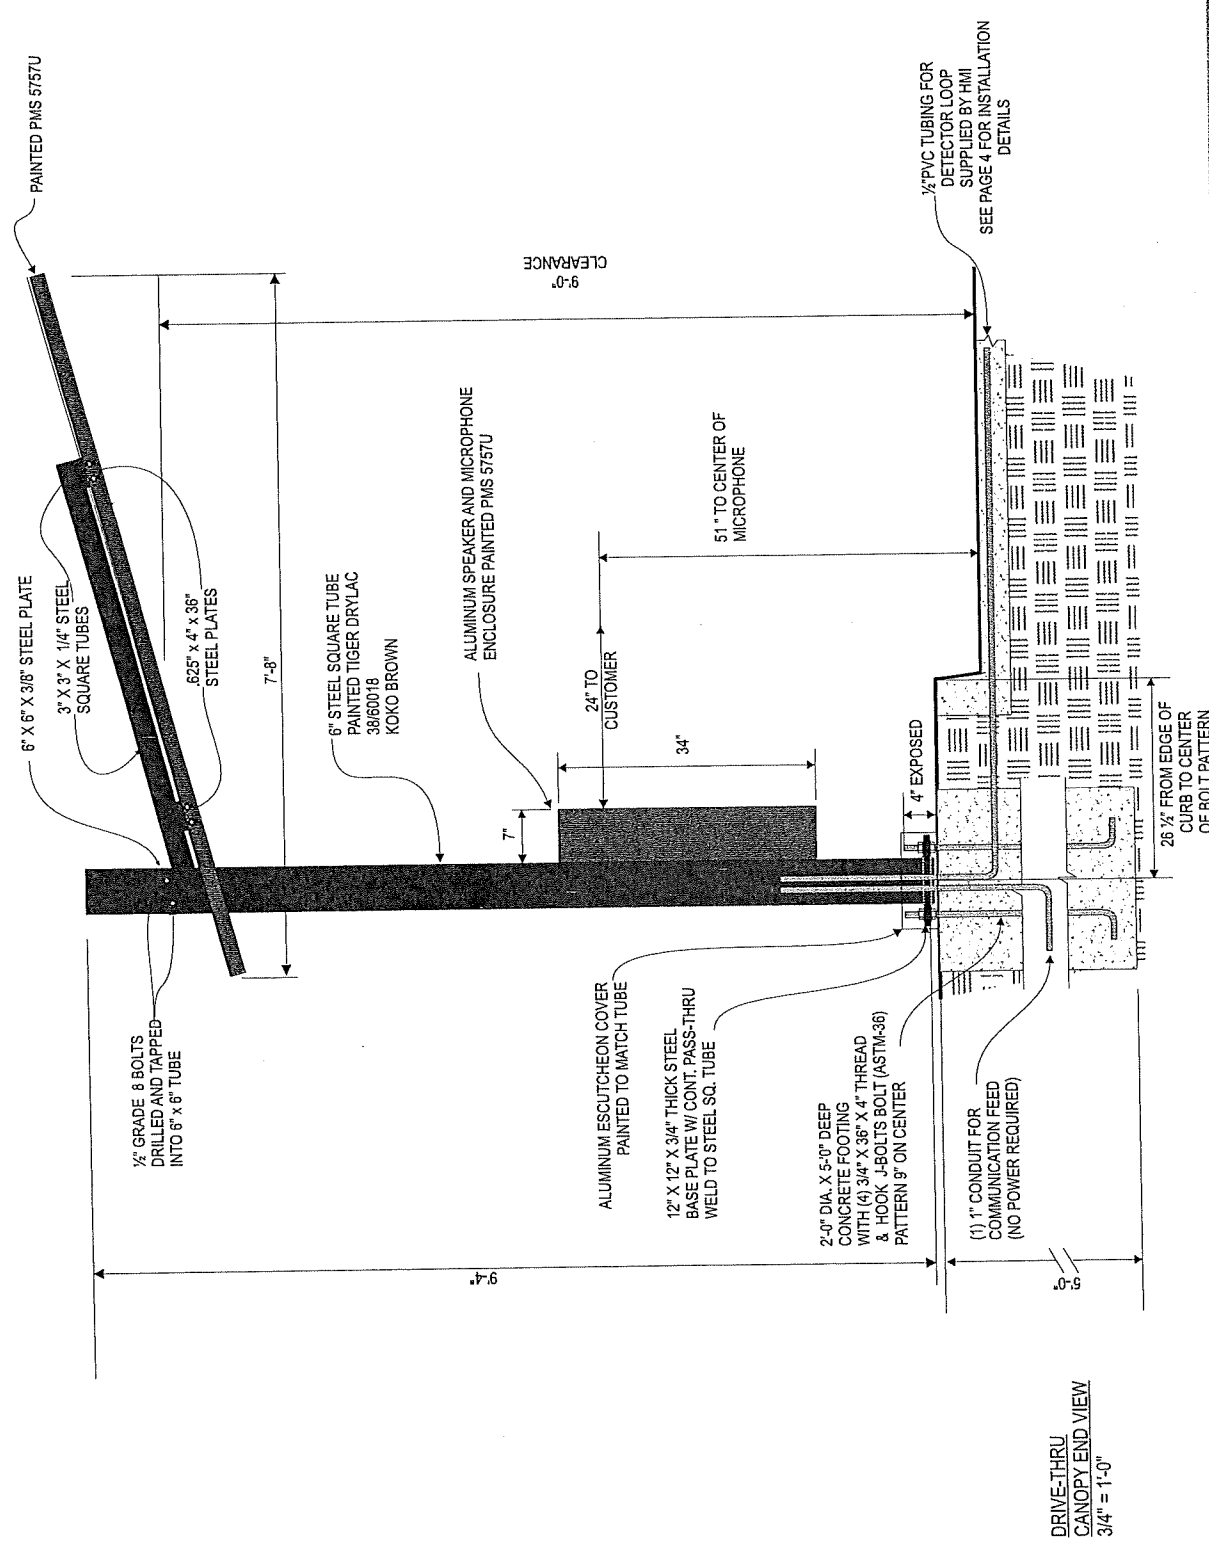 PAINTED PMS 5757U
6" X 6" X 3/8" STEEL PLATE
3" X 3" X 1/4" STEEL
SQUARE TUBES
.625" x 4" x 36"
STEEL PLATES
7'-8"
9'-0"
CLEARANCE
½" GRADE 8 BOLTS
DRILLED AND TAPPED
INTO 6" x 6" TUBE
6" STEEL SQUARE TUBE
PAINTED TIGER DRYLAC
38/60018
KOKO BROWN
ALUMINUM SPEAKER AND MICROPHONE
ENCLOSURE PAINTED PMS 5757U
7"
34"
24" TO
CUSTOMER
51 " TO CENTER OF
MICROPHONE
½"PVC TUBING FOR
DETECTOR LOOP
SUPPLIED BY HMI
SEE PAGE 4 FOR INSTALLATION
DETAILS
4" EXPOSED
26 ½" FROM EDGE OF
CURB TO CENTER
OF BOLT PATTERN
ALUMINUM ESCUTCHEON COVER
PAINTED TO MATCH TUBE
12" X 12" X 3/4" THICK STEEL
BASE PLATE W/ CONT. PASS-THRU
WELD TO STEEL SQ. TUBE
2'-0" DIA. X 5-'0" DEEP
CONCRETE FOOTING
WITH (4) 3/4" X 36" X 4" THREAD
& HOOK J-BOLTS BOLT (ASTM-36)
PATTERN 9" ON CENTER
(1) 1" CONDUIT FOR
COMMUNICATION FEED
(NO POWER REQUIRED)
9'-4"
5'-0"
DRIVE-THRU
CANOPY END VIEW
3/4" = 1'-0"